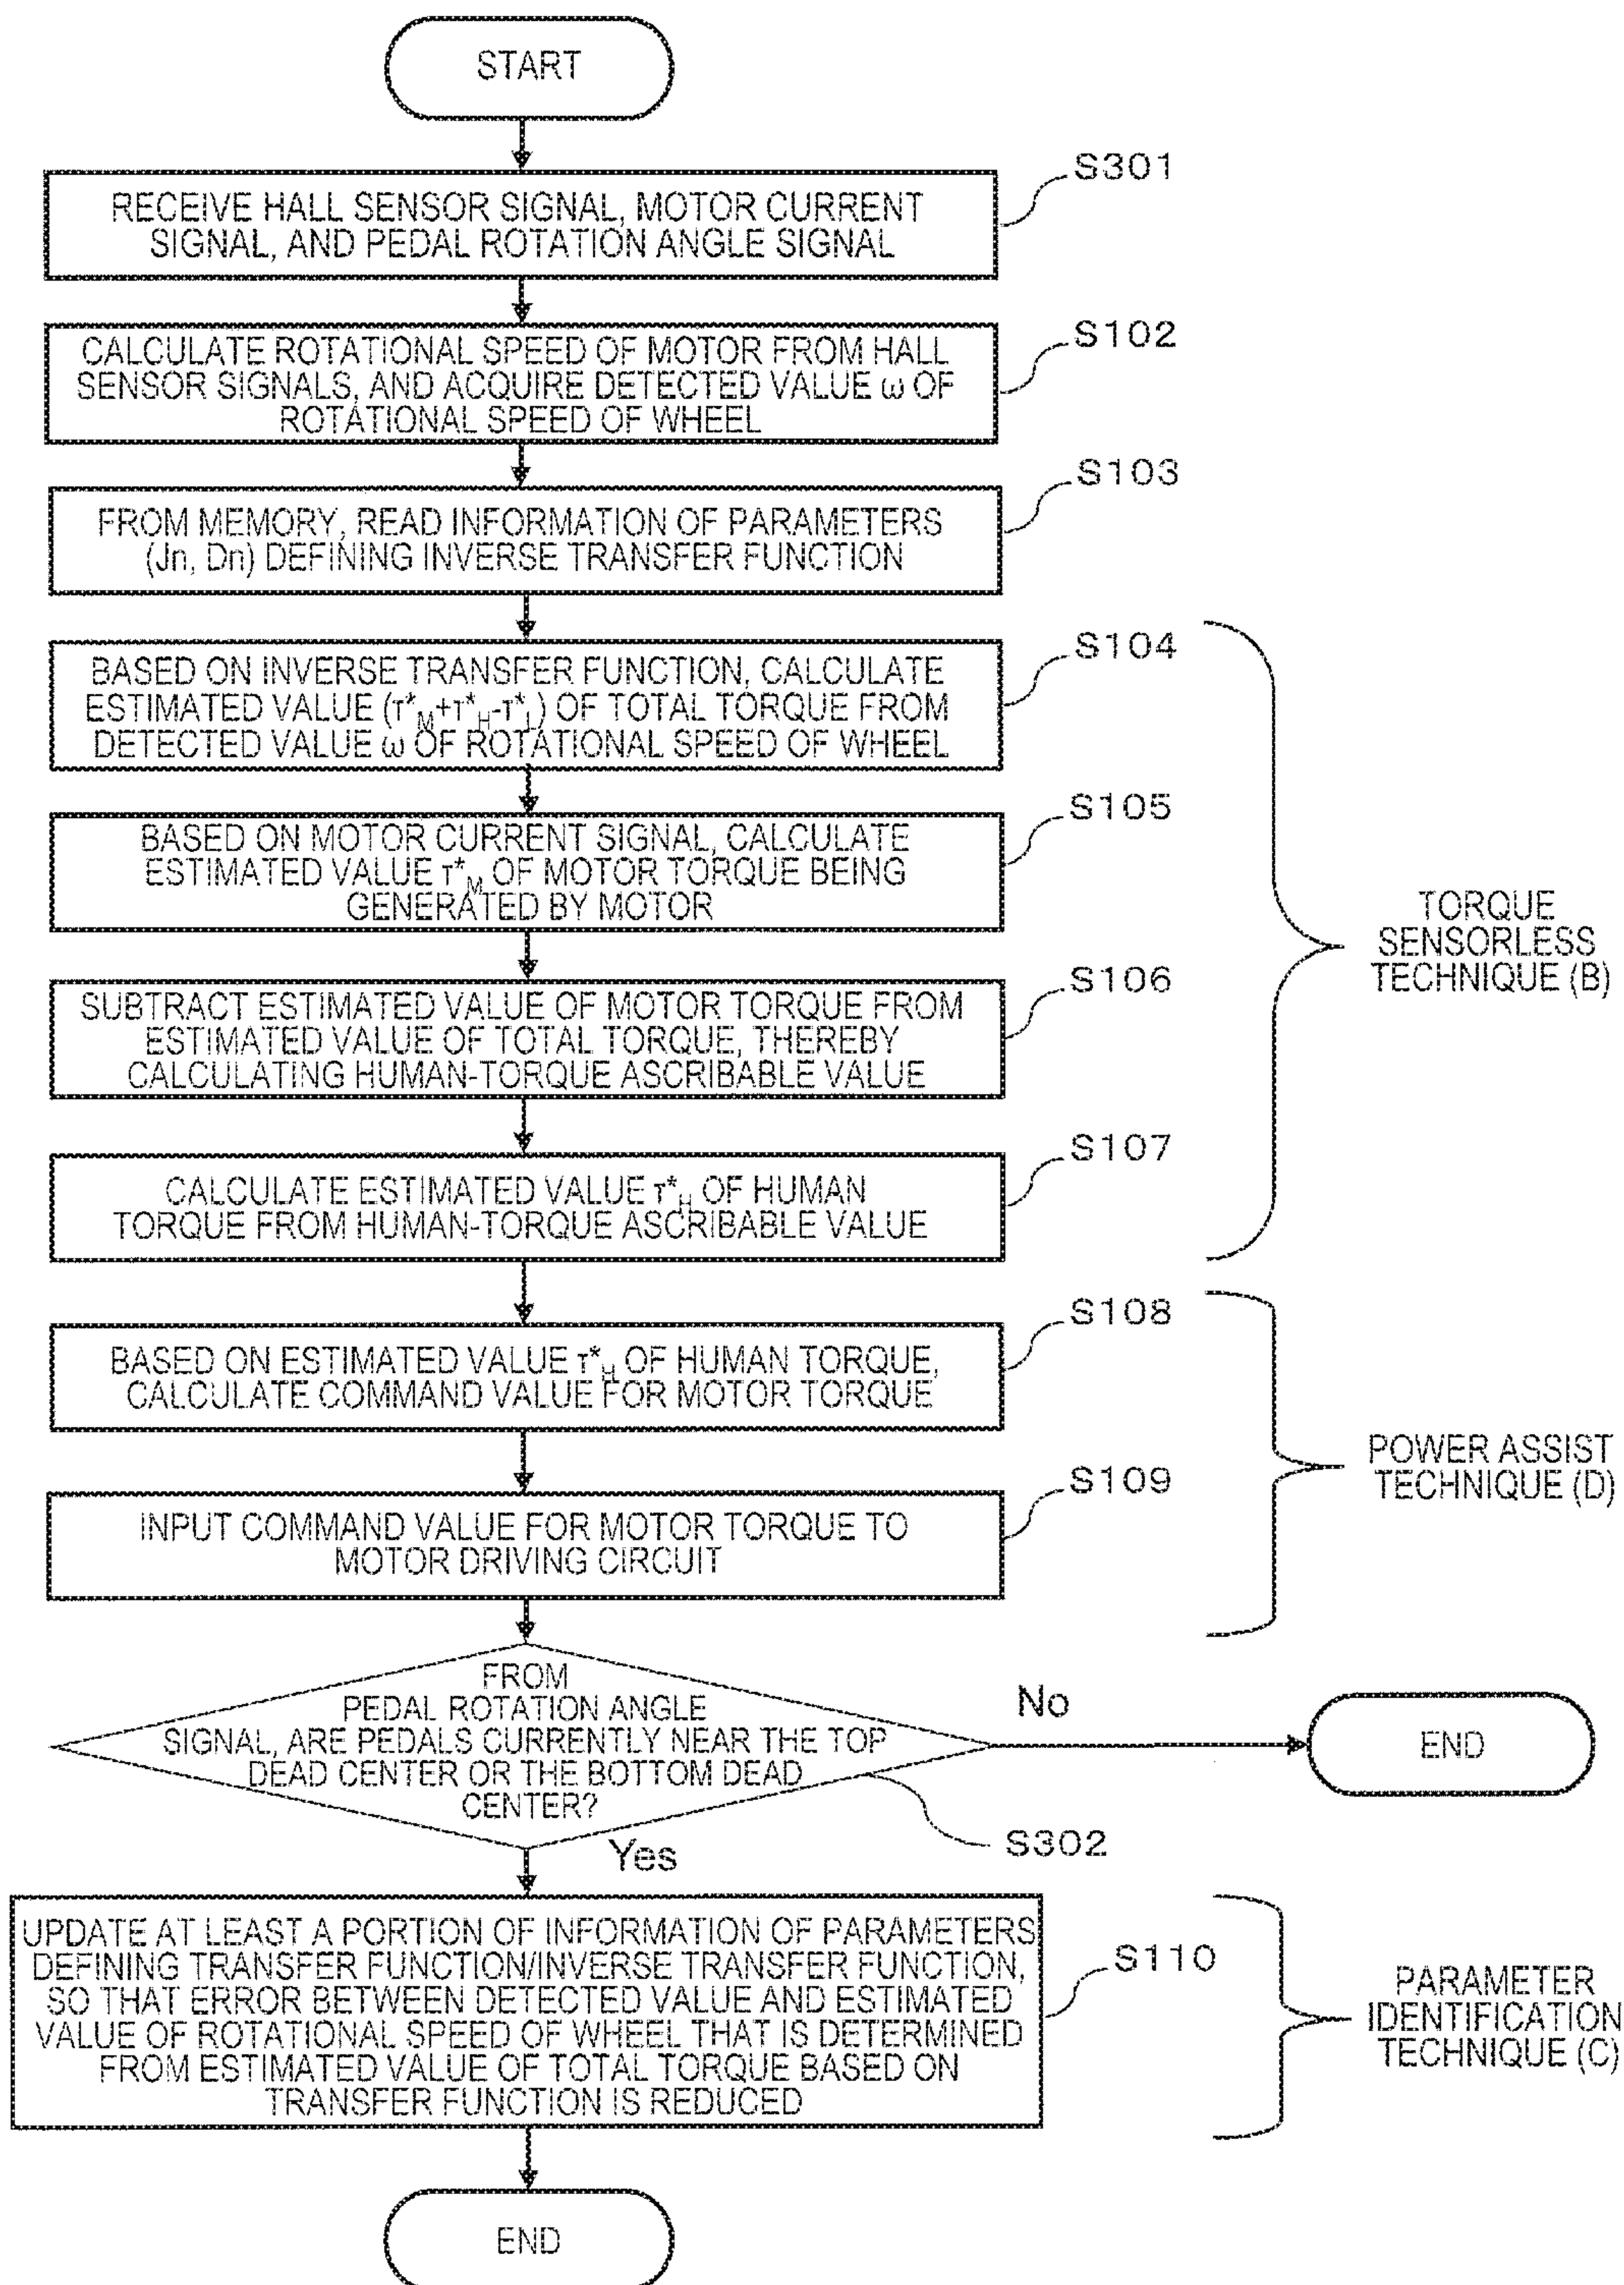 START
S301
RECEIVE HALL SENSOR SIGNAL, MOTOR CURRENT
SIGNAL, AND PEDAL ROTATION ANGLE SIGNAL
S102
CALCULATE ROTATIONAL SPEED OF MOTOR FROM HALL
SENSOR SIGNALS, AND ACQUIRE DETECTED VALUE ω OF
ROTATIONAL SPEED OF WHEEL
S103
FROM MEMORY, READ INFORMATION OF PARAMETERS
(Jn, Dn) DEFINING INVERSE TRANSFER FUNCTION
S104
BASED ON INVERSE TRANSFER FUNCTION, CALCULATE
ESTIMATED VALUE (τ*M+τ*H-τ*L) OF TOTAL TORQUE FROM
DETECTED VALUE ω OF ROTATIONAL SPEED OF WHEEL
S105
BASED ON MOTOR CURRENT SIGNAL, CALCULATE
ESTIMATED VALUE τ*M OF MOTOR TORQUE BEING
GENERATED BY MOTOR
TORQUE
SENSORLESS
TECHNIQUE (B)
S106
SUBTRACT ESTIMATED VALUE OF MOTOR TORQUE FROM
ESTIMATED VALUE OF TOTAL TORQUE, THEREBY
CALCULATING HUMAN-TORQUE ASCRIBABLE VALUE
S107
CALCULATE ESTIMATED VALUE τ*H OF HUMAN
TORQUE FROM HUMAN-TORQUE ASCRIBABLE VALUE
S108
BASED ON ESTIMATED VALUE τ*H OF HUMAN TORQUE,
CALCULATE COMMAND VALUE FOR MOTOR TORQUE
POWER ASSIST
TECHNIQUE (D)
S109
INPUT COMMAND VALUE FOR MOTOR TORQUE TO
MOTOR DRIVING CIRCUIT
FROM
PEDAL ROTATION ANGLE
SIGNAL, ARE PEDALS CURRENTLY NEAR THE TOP
DEAD CENTER OR THE BOTTOM DEAD
CENTER?
No
END
S302
Yes
UPDATE AT LEAST A PORTION OF INFORMATION OF PARAMETERS
DEFINING TRANSFER FUNCTION/INVERSE TRANSFER FUNCTION,
SO THAT ERROR BETWEEN DETECTED VALUE AND ESTIMATED
VALUE OF ROTATIONAL SPEED OF WHEEL THAT IS DETERMINED
FROM ESTIMATED VALUE OF TOTAL TORQUE BASED ON
TRANSFER FUNCTION IS REDUCED
S110
PARAMETER
IDENTIFICATION
TECHNIQUE (C)
END